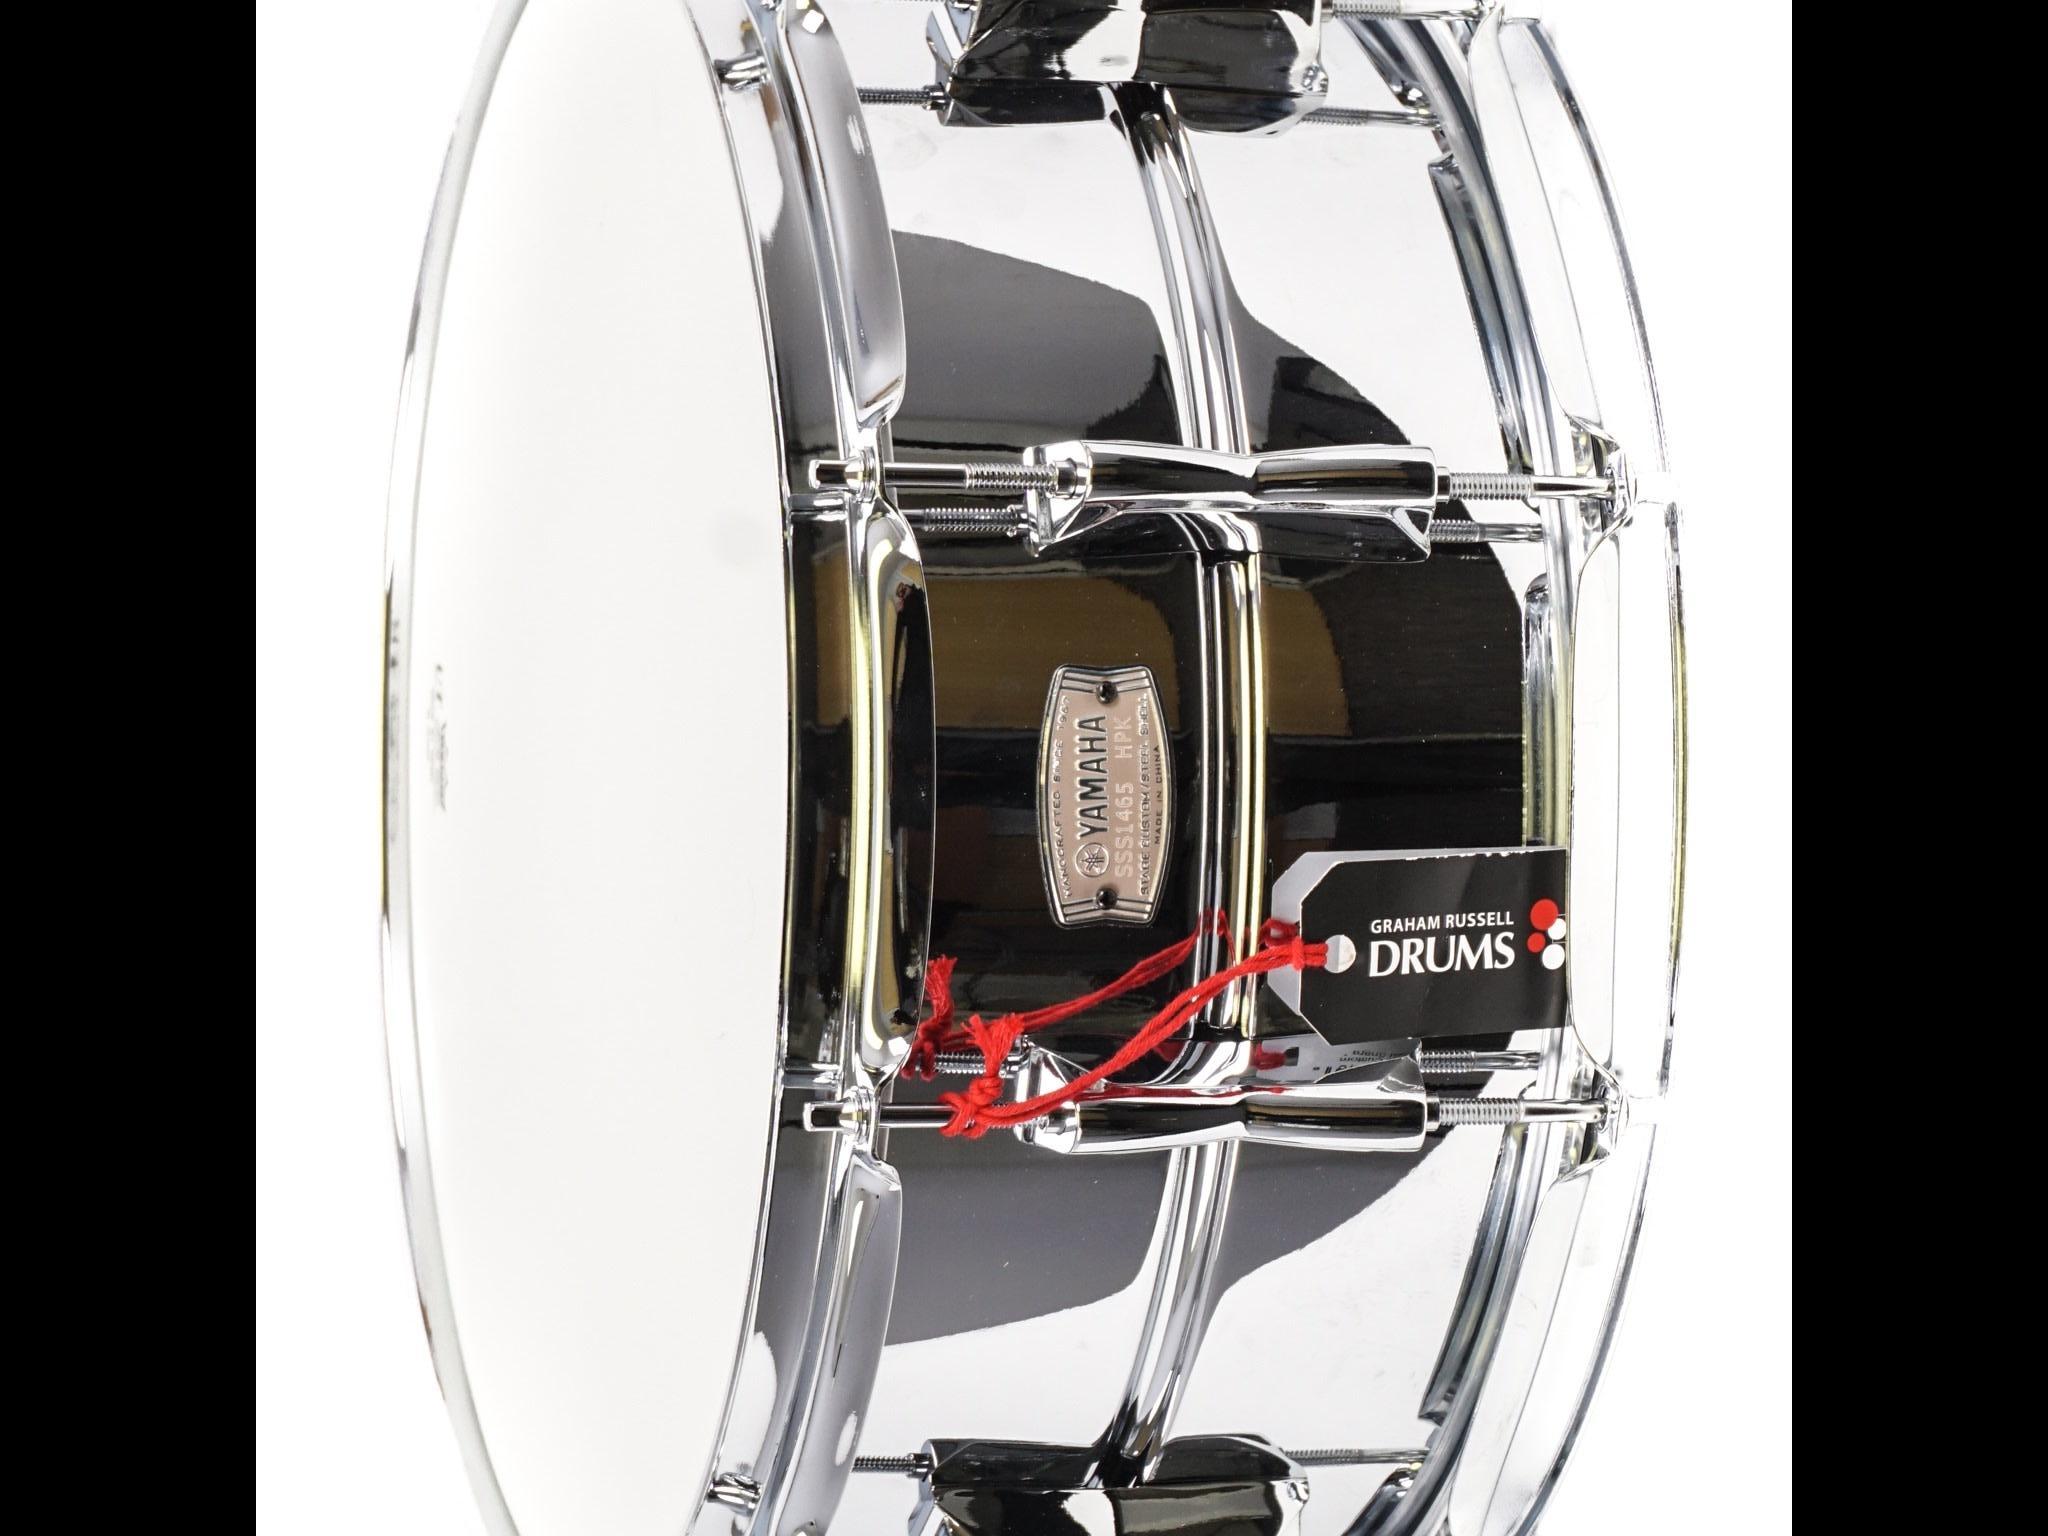 HANDCRAFTED SINCE 1967
YAMAHA
SSS1465 HPK
STAGE CUSTOM/STEEL SHELL
MADE IN CHINA
GRAHAM RUSSELL
DRUMS